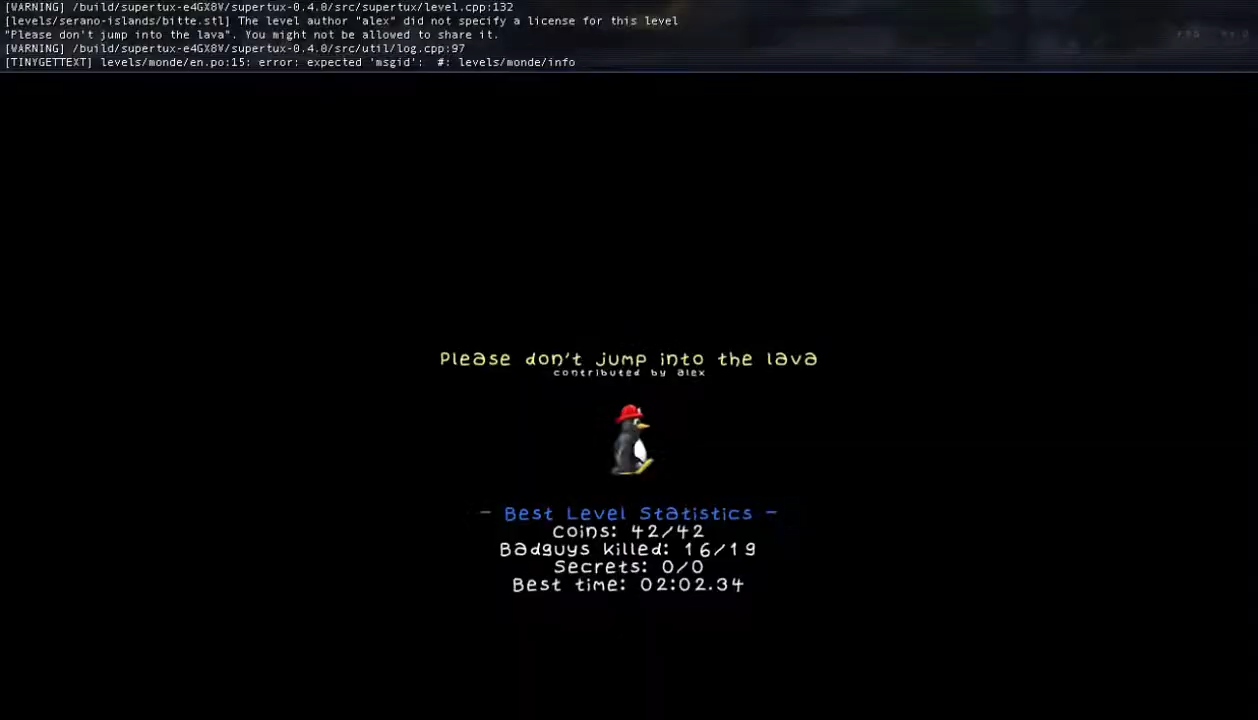 [WARNING] /build/supertux-e4GX8V/supertux-0.4.0/src/supertux/level.cpp:132
[levels/serano-islands/bitte.stl] The level author "alex" did not specify a license for this level
"Please don't jump into the lava". You might not be allowed to share it.
[WARNING] /build/supertux-e4GX8V/supertux-0.4.0/src/util/log.cpp:97
[TINYGETTEXT] levels/monde/en.po:15: error: expected 'msgid':  #: levels/monde/info
Please don't jump into the lava
contributed by alex
- Best Level Statistics -
Coins: 42/42
Badguys killed: 16/19
Secrets: 0/0
Best time: 02:02.34